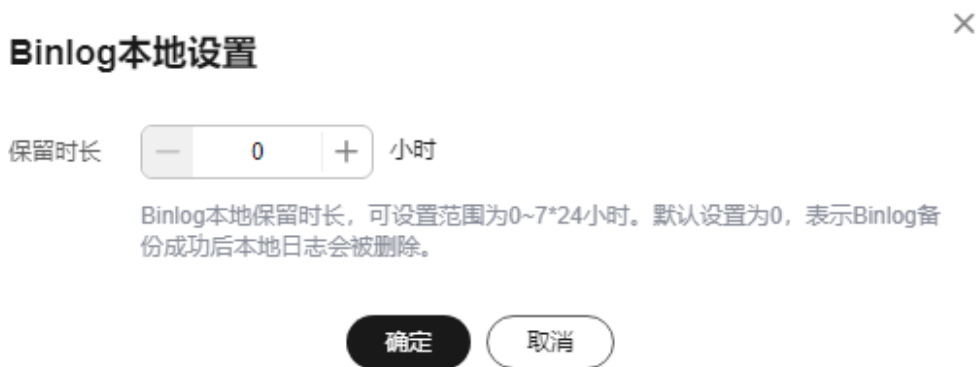 Binlog本地设置
保留时长 0 小时
Binlog本地保留时长，可设置范围为0~7*24小时。默认设置为0，表示Binlog备
份成功后本地日志会被删除。
确定 取消